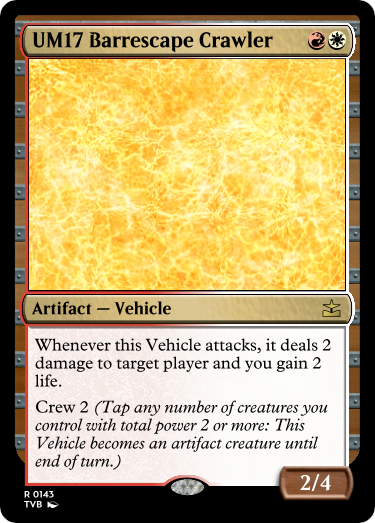 UM17 Barrescape Crawler
Artifact — Vehicle
Whenever this Vehicle attacks, it deals 2
damage to target player and you gain 2
life.
Crew 2 (Tap any number of creatures you
control with total power 2 or more: This
Vehicle becomes an artifact creature until
end of turn.)
2/4
R 0143
TVB